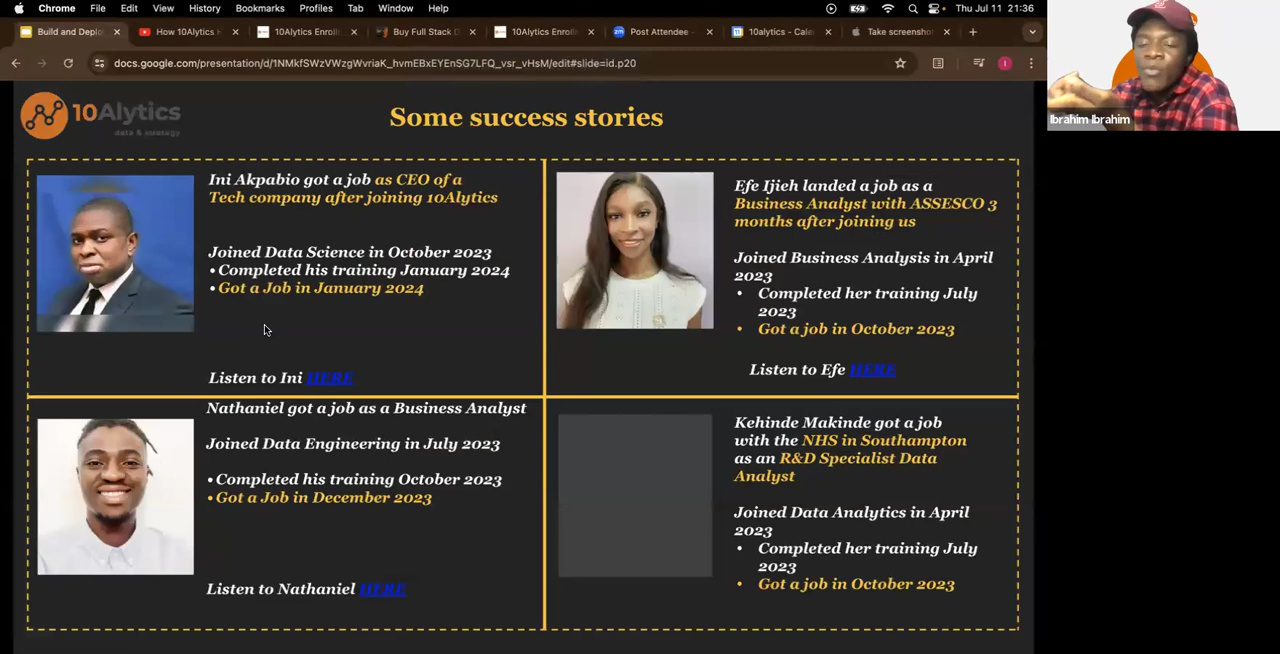 Chrome File Edit View History Bookmarks Profiles Tab Window Help
Thu Jul 11 21:36
Build and Deplo
How 10Alytics H
10Alytics Enroll
Buy Full Stack D
10Alytics Enroll
Post Attendee -
10alytics - Cale
Take screenshot
docs.google.com/presentation/d/1NMkfSWzVWzgWvriaK_hvmEBxEYEnSG7LFQ_vsr_vHsM/edit#slide=id.p20
I
Ibrahim Ibrahim
10Alytics
data & strategy
Some success stories
Ini Akpabio got a job as CEO of a
Tech company after joining 10Alytics
Joined Data Science in October 2023
• Completed his training January 2024
• Got a Job in January 2024
Listen to Ini HERE
Efe Ijieh landed a job as a
Business Analyst with ASSESCO 3
months after joining us
Joined Business Analysis in April
2023
• Completed her training July
2023
• Got a job in October 2023
Listen to Efe HERE
Nathaniel got a job as a Business Analyst
Joined Data Engineering in July 2023
• Completed his training October 2023
• Got a Job in December 2023
Listen to Nathaniel HERE
Kehinde Makinde got a job
with the NHS in Southampton
as an R&D Specialist Data
Analyst
Joined Data Analytics in April
2023
• Completed her training July
2023
• Got a job in October 2023